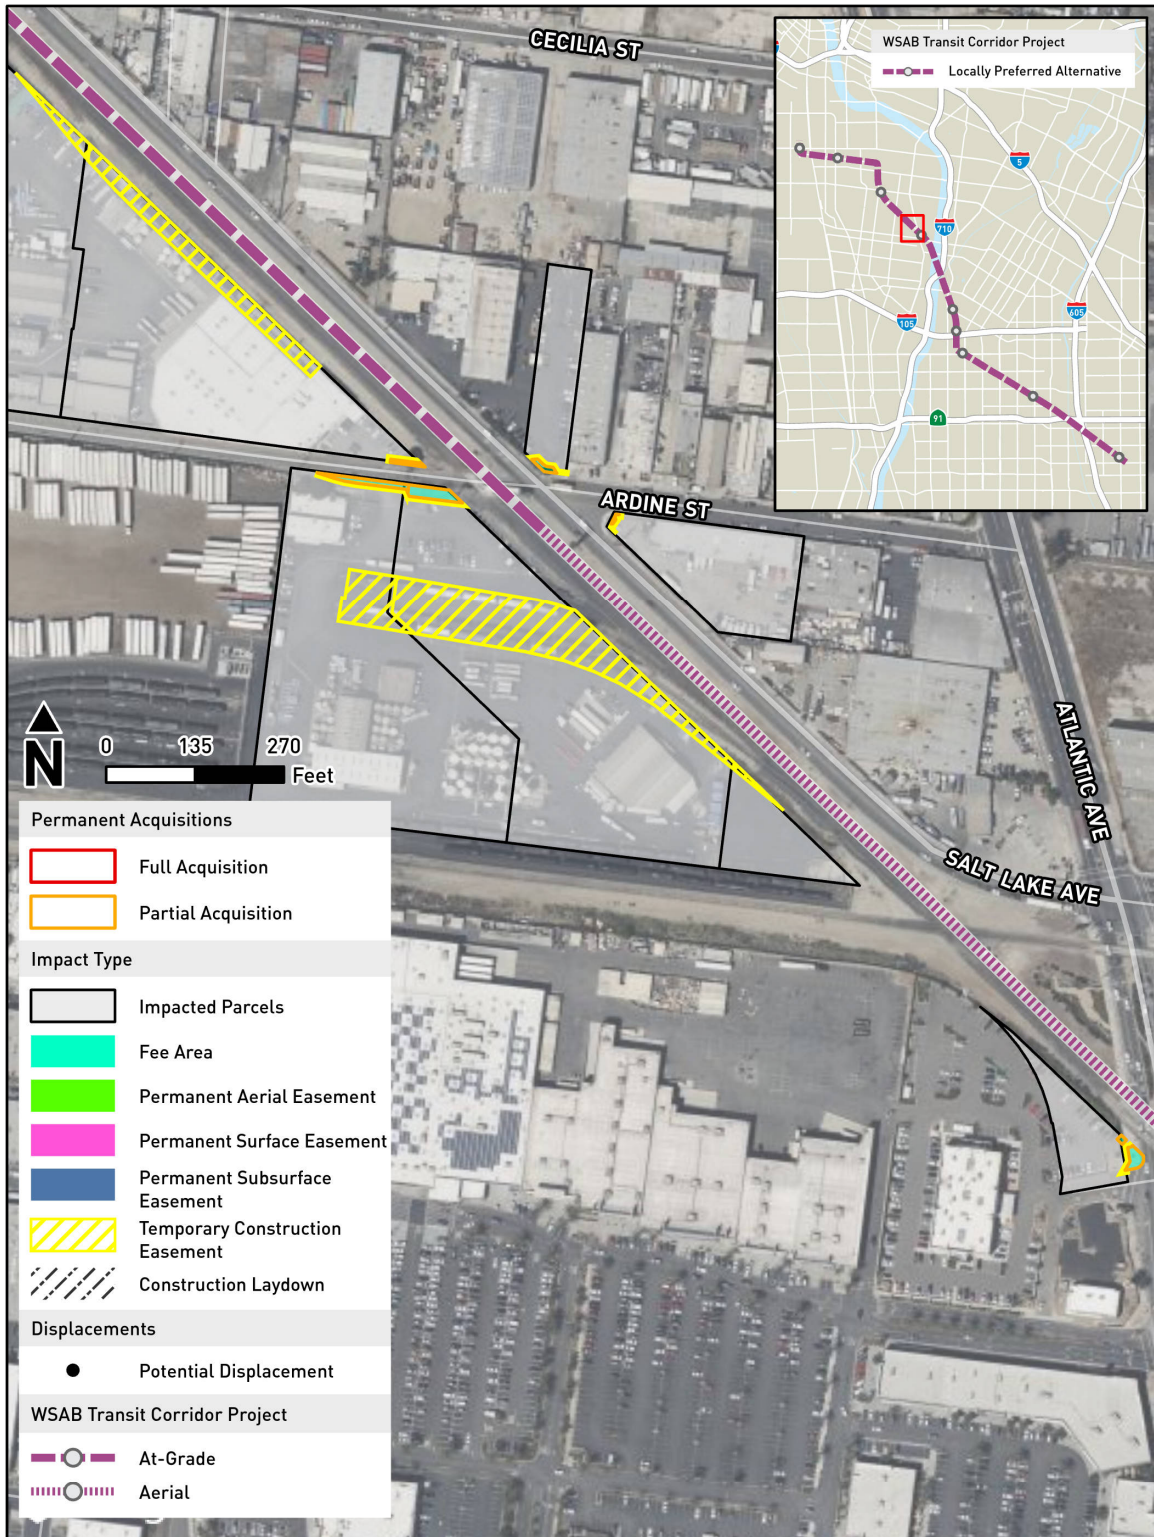 CECILIA ST
WSAB Transit Corridor Project
Locally Preferred Alternative
5
710
105
605
91
ARDINE ST
ATLANTIC AVE
SALT LAKE AVE
N
0 135 270
Feet
Permanent Acquisitions
Full Acquisition
Partial Acquisition
Impact Type
Impacted Parcels
Fee Area
Permanent Aerial Easement
Permanent Surface Easement
Permanent Subsurface
Easement
Temporary Construction
Easement
Construction Laydown
Displacements
Potential Displacement
WSAB Transit Corridor Project
At-Grade
Aerial